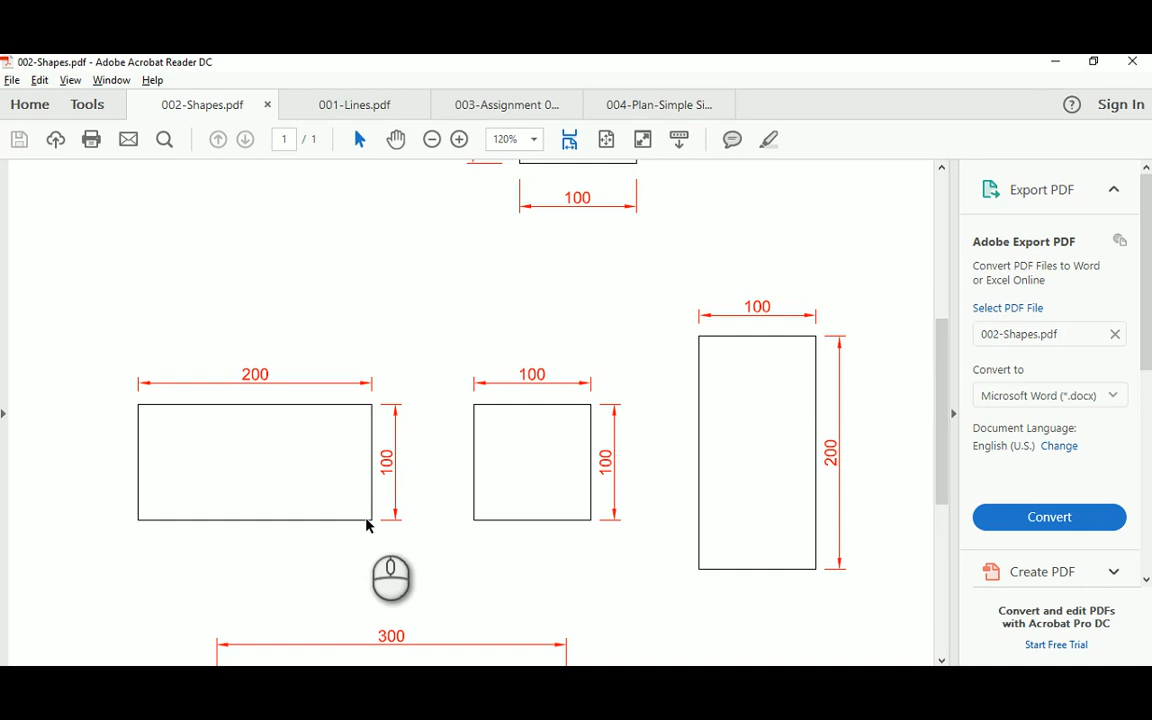 002-Shapes.pdf - Adobe Acrobat Reader DC
File Edit View Window Help
Home Tools 002-Shapes.pdf 001-Lines.pdf 003-Assignment 0... 004-Plan-Simple Si... Sign In
1 / 1 120%
100
100
200
100
100
100
200
300
Export PDF
Adobe Export PDF
Convert PDF Files to Word
or Excel Online
Select PDF File
002-Shapes.pdf
Convert to
Microsoft Word (*.docx)
Document Language:
English (U.S.) Change
Convert
Create PDF
Convert and edit PDFs
with Acrobat Pro DC
Start Free Trial